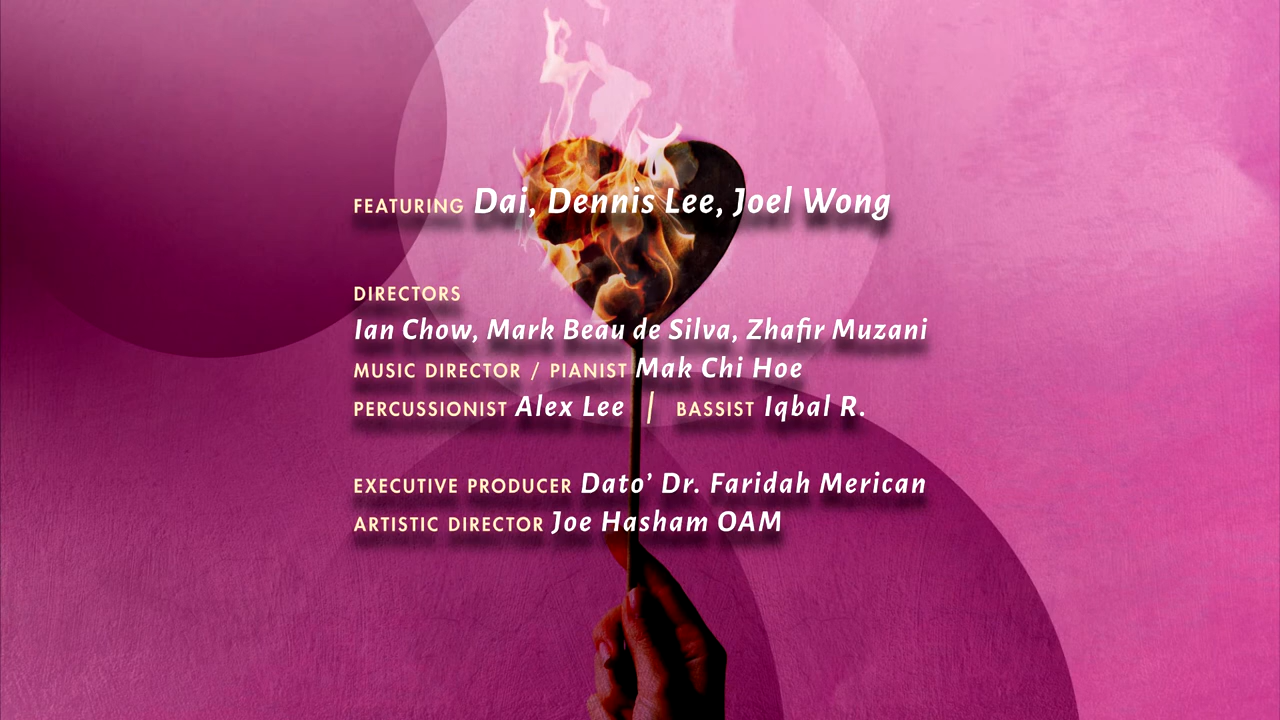 FEATURING Dai, Dennis Lee, Joel Wong
DIRECTORS
Ian Chow, Mark Beau de Silva, Zhafir Muzani
MUSIC DIRECTOR / PIANIST Mak Chi Hoe
PERCUSSIONIST Alex Lee | BASSIST Iqbal R.
EXECUTIVE PRODUCER Dato' Dr. Faridah Merican
ARTISTIC DIRECTOR Joe Hasham OAM